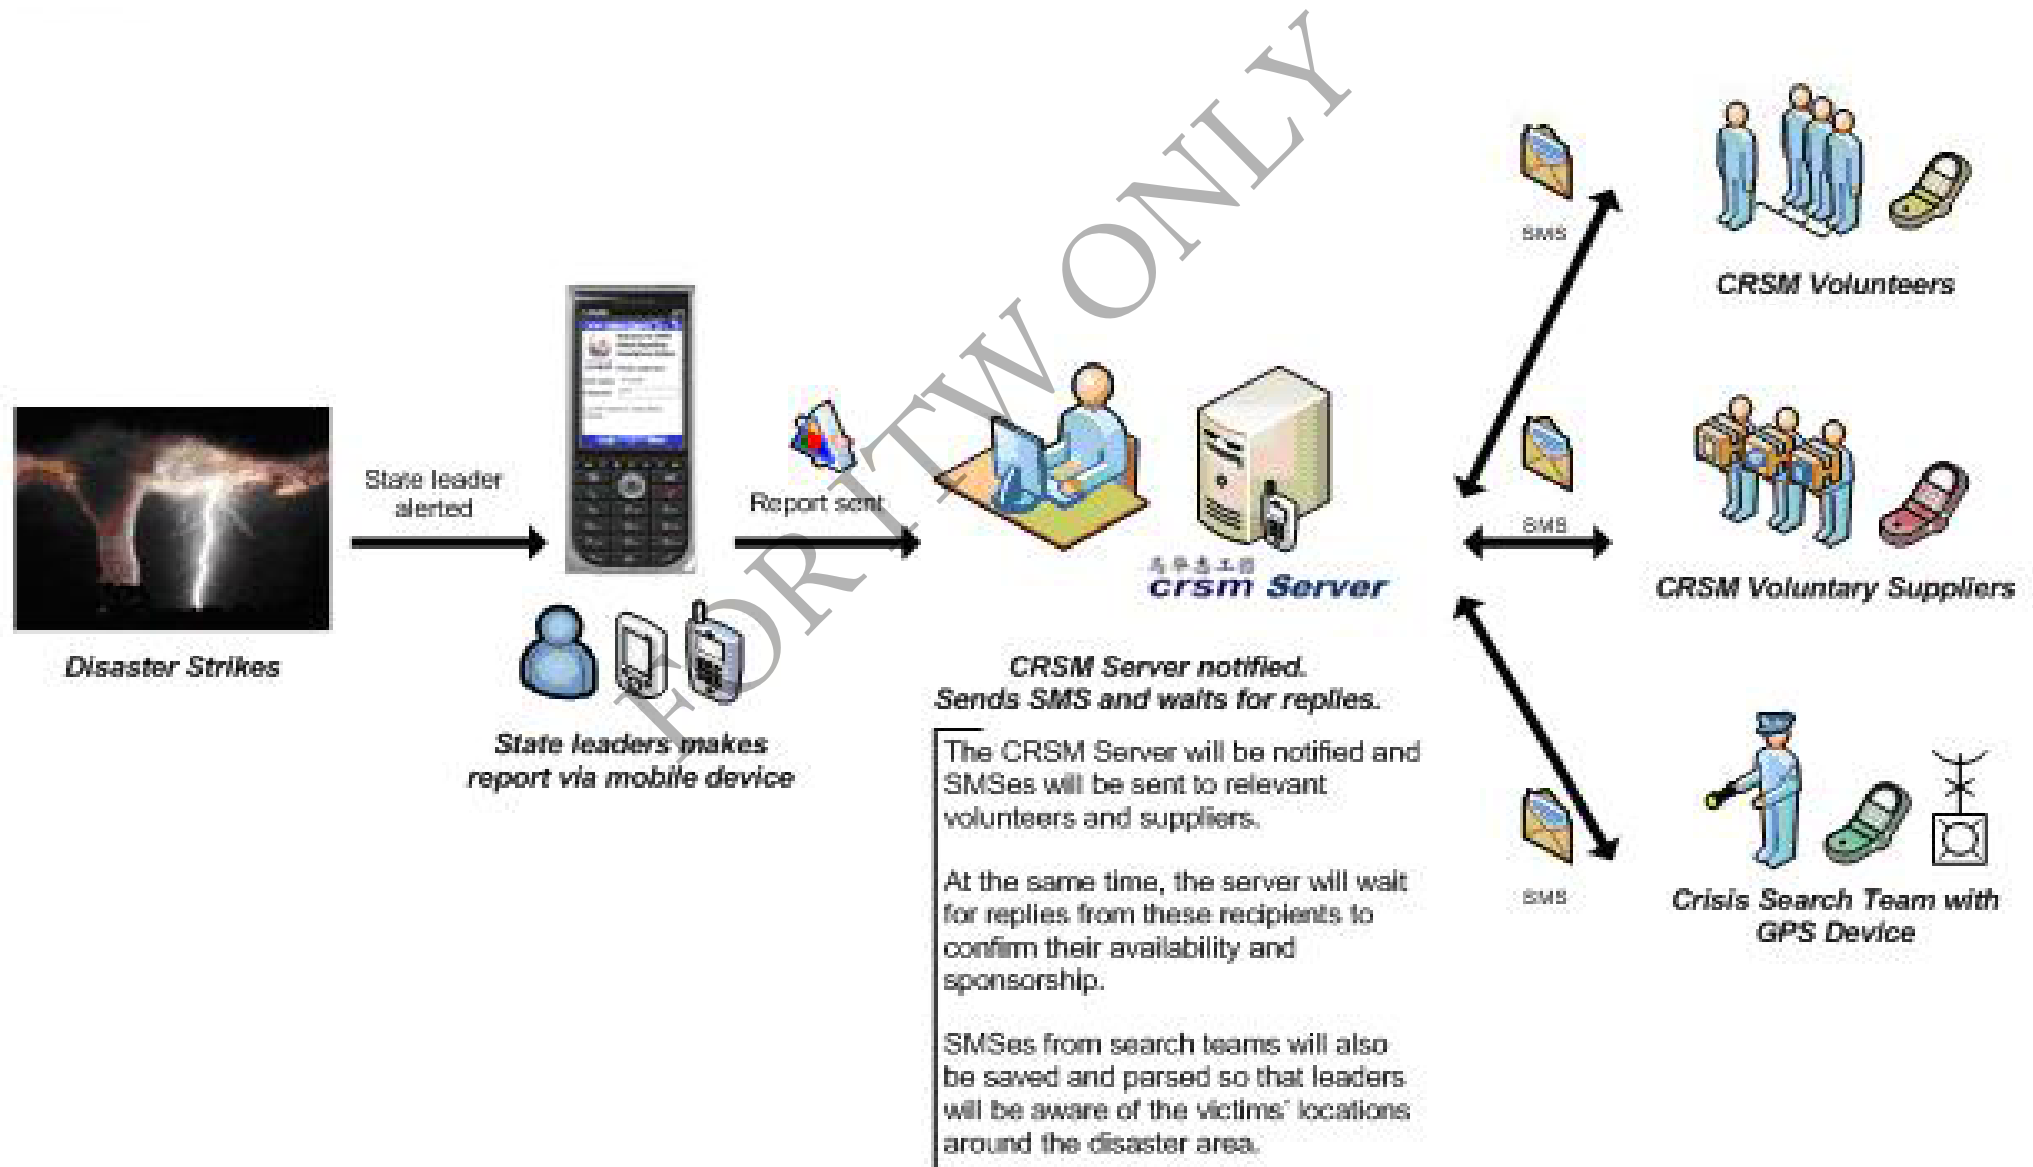 FOR ITW ONLY
State leader
alerted
Report sent
SMS
CRSM Volunteers
SMS
CRSM Voluntary Suppliers
SMS
Crisis Search Team with
GPS Device
crsm Server
Disaster Strikes
State leaders makes
report via mobile device
CRSM Server notified.
Sends SMS and waits for replies.
The CRSM Server will be notified and
SMSes will be sent to relevant
volunteers and suppliers.
At the same time, the server will wait
for replies from these recipients to
confirm their availability and
sponsorship.
SMSes from search teams will also
be saved and parsed so that leaders
will be aware of the victims' locations
around the disaster area.